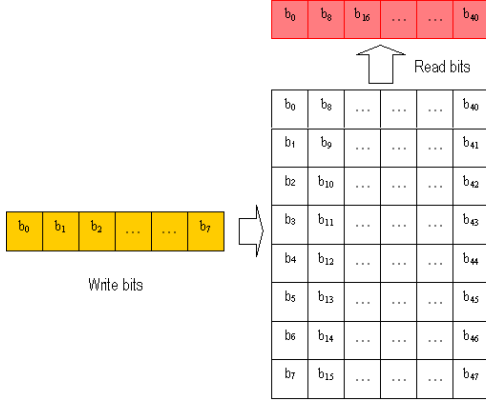 b0 b8 b16 ... ... b40
Read bits
b0 b8 ... ... ... b40
b1 b9 ... ... ... b41
b2 b10 ... ... ... b42
b3 b11 ... ... ... b43
b0 b1 b2 ... ... b7
b4 b12 ... ... ... b44
Write bits
b5 b13 ... ... ... b45
b6 b14 ... ... ... b46
b7 b15 ... ... ... b47